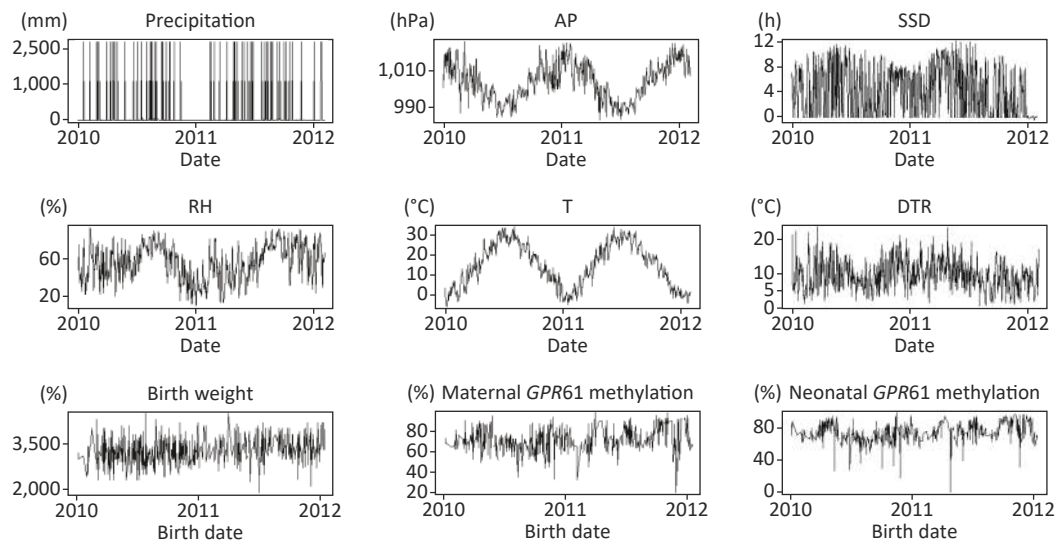 (mm) Precipitation
2,500
1,000
0
2010 2011 2012
Date
(hPa) AP
1,010
990
2010 2011 2012
Date
(h) SSD
12
8
4
0
2010 2011 2012
Date
(%) RH
60
20
2010 2011 2012
Date
(°C) T
30
20
10
0
2010 2011 2012
Date
(°C) DTR
20
15
10
5
0
2010 2011 2012
Date
(%) Birth weight
3,500
2,000
2010 2011 2012
Birth date
(%) Maternal GPR61 methylation
80
60
40
20
2010 2011 2012
Birth date
(%) Neonatal GPR61 methylation
80
40
0
2010 2011 2012
Birth date